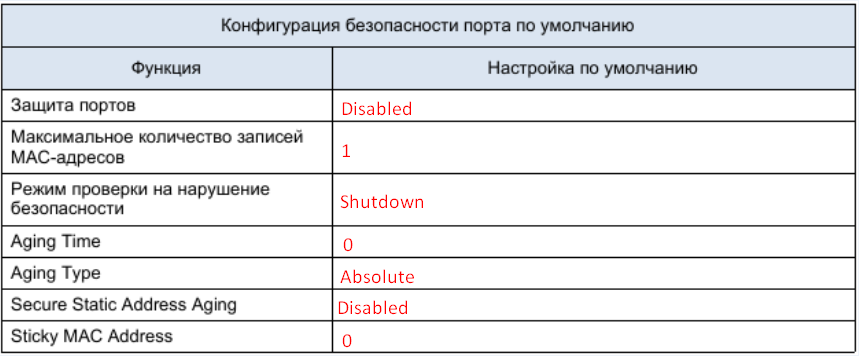 Конфигурация безопасности порта по умолчанию
Функция Настройка по умолчанию
Защита портов Disabled
Максимальное количество записей
MAC-адресов 1
Режим проверки на нарушение
безопасности Shutdown
Aging Time 0
Aging Type Absolute
Secure Static Address Aging Disabled
Sticky MAC Address 0